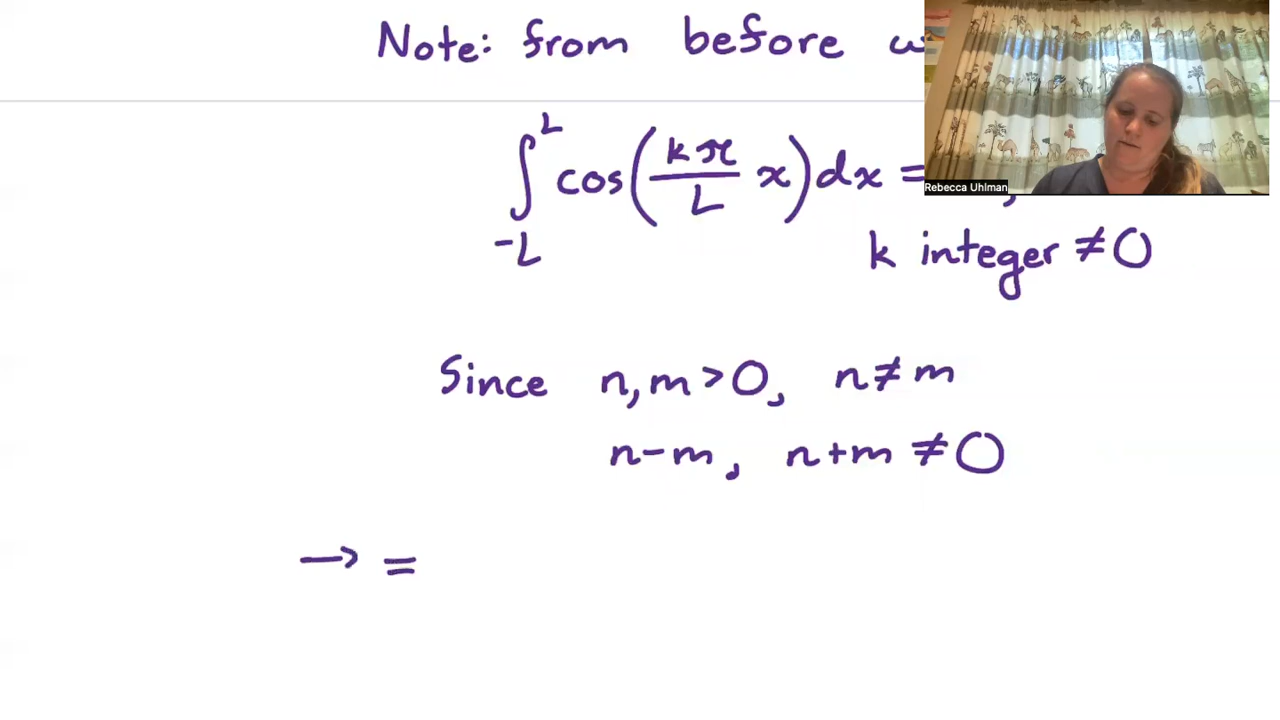 Note: from before
∫_{-L}^{L} cos(kπ/L x) dx =
Rebecca Uhlman
k integer ≠ 0
Since n, m > 0, n ≠ m
n-m, n+m ≠ 0
→ =